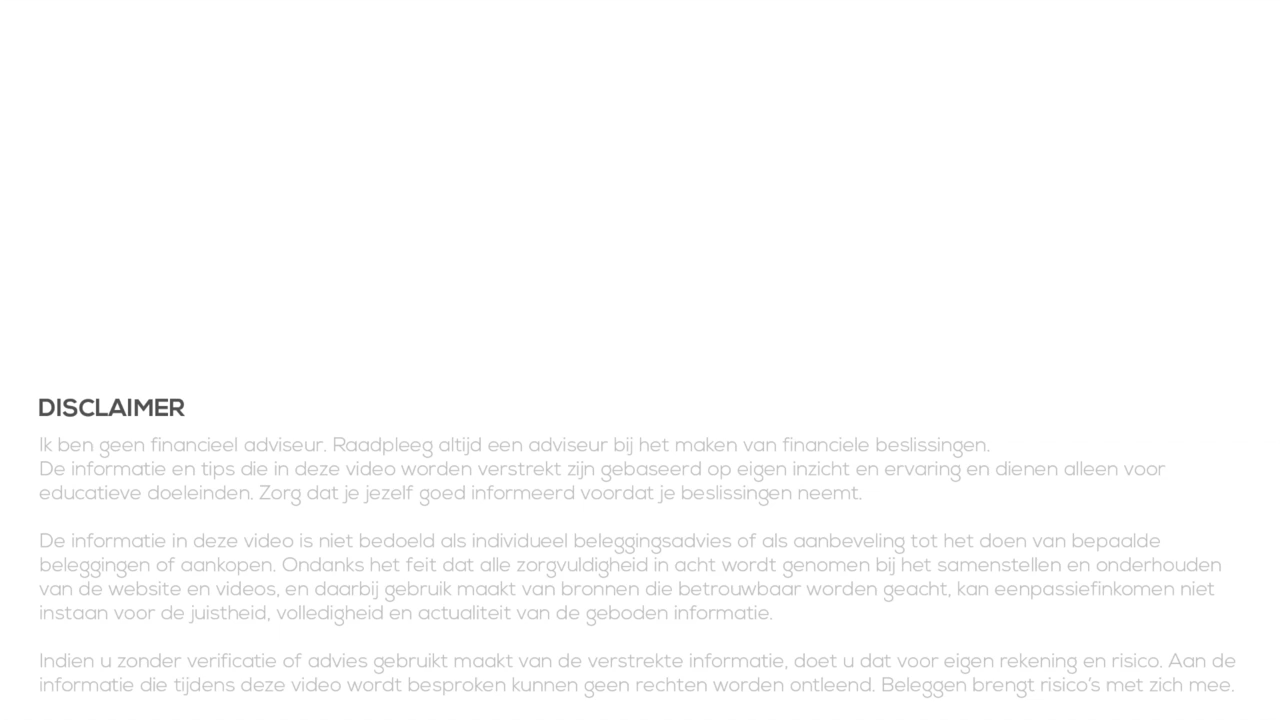 DISCLAIMER
Ik ben geen financieel adviseur. Raadpleeg altijd een adviseur bij het maken van financiele beslissingen.
De informatie en tips die in deze video worden verstrekt zijn gebaseerd op eigen inzicht en ervaring en dienen alleen voor
educatieve doeleinden. Zorg dat je jezelf goed informeerd voordat je beslissingen neemt.
De informatie in deze video is niet bedoeld als individueel beleggingsadvies of als aanbeveling tot het doen van bepaalde
beleggingen of aankopen. Ondanks het feit dat alle zorgvuldigheid in acht wordt genomen bij het samenstellen en onderhouden
van de website en videos, en daarbij gebruik maakt van bronnen die betrouwbaar worden geacht, kan eenpassiefinkomen niet
instaan voor de juistheid, volledigheid en actualiteit van de geboden informatie.
Indien u zonder verificatie of advies gebruikt maakt van de verstrekte informatie, doet u dat voor eigen rekening en risico. Aan de
informatie die tijdens deze video wordt besproken kunnen geen rechten worden ontleend. Beleggen brengt risico's met zich mee.